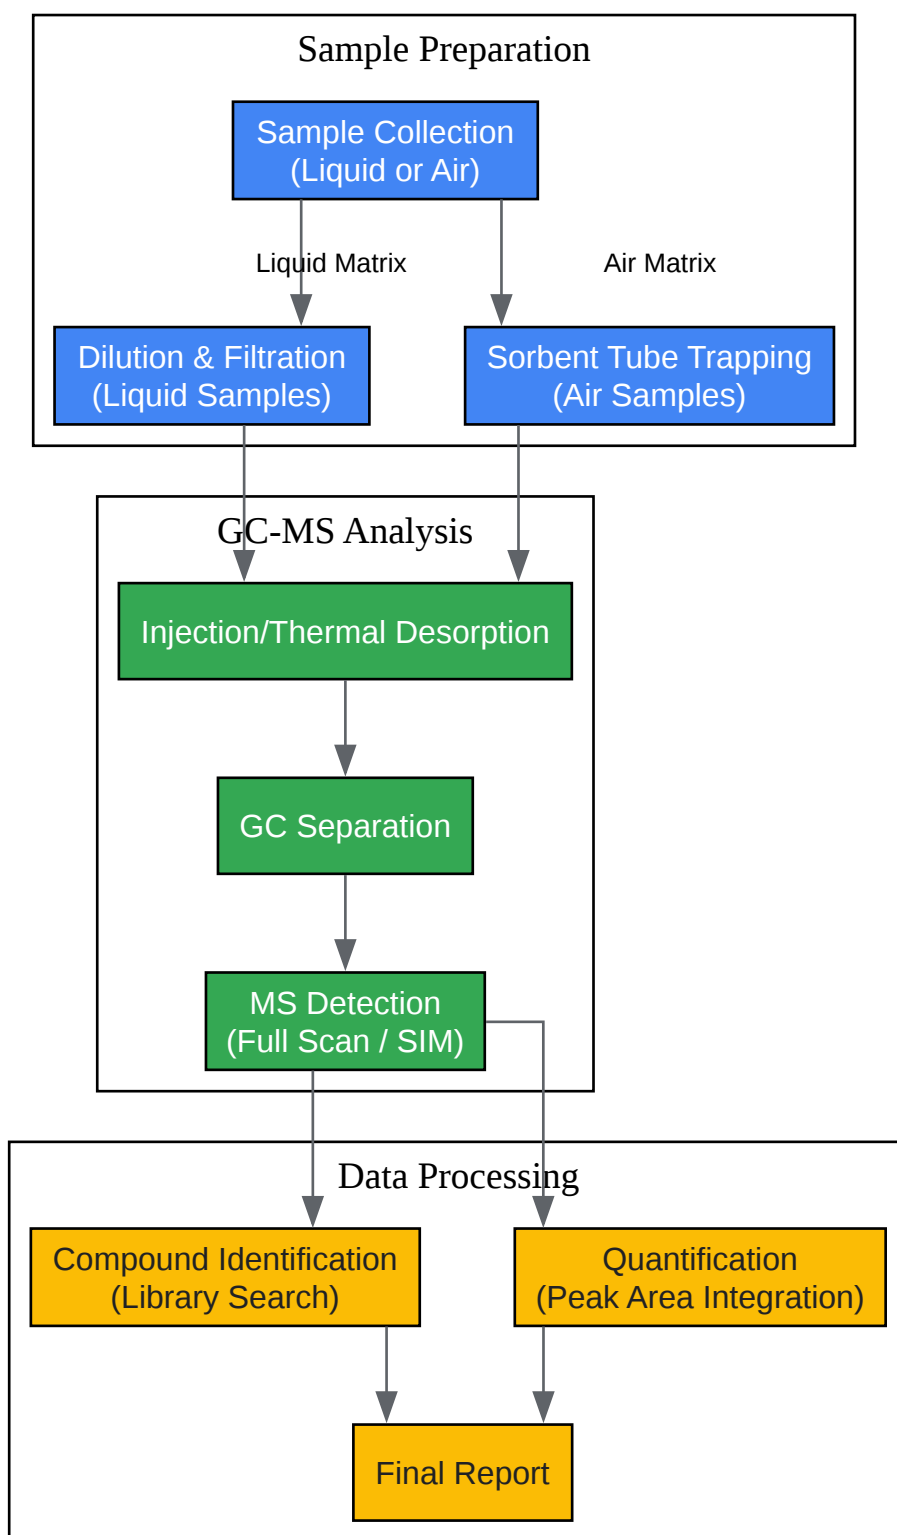 Sample Preparation
Sample Collection
(Liquid or Air)
Liquid Matrix
Air Matrix
Dilution & Filtration
(Liquid Samples)
Sorbent Tube Trapping
(Air Samples)
GC-MS Analysis
Injection/Thermal Desorption
GC Separation
MS Detection
(Full Scan / SIM)
Data Processing
Compound Identification
(Library Search)
Quantification
(Peak Area Integration)
Final Report